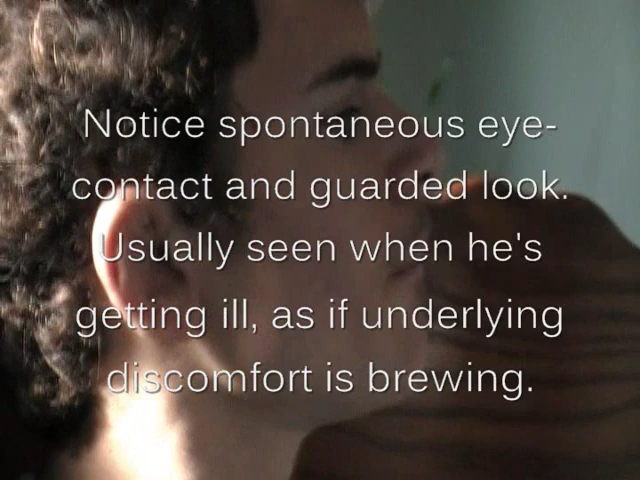 Notice spontaneous eye-
contact and guarded look.
Usually seen when he's
getting ill, as if underlying
discomfort is brewing.